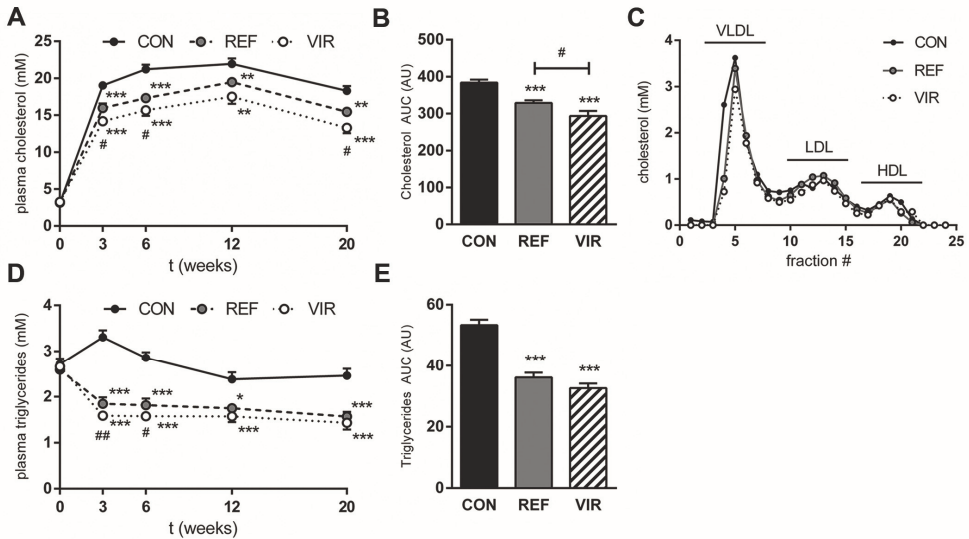 A
CON REF VIR
plasma cholesterol (mM)
25
20
15
10
5
0
***
***
**
**
***
***
**
***
#
#
#
0 3 6 12 20
t (weeks)
B
Cholesterol AUC (AU)
500
400
300
200
100
0
#
***
***
CON REF VIR
C
VLDL
LDL
HDL
CON
REF
VIR
cholesterol (mM)
4
3
2
1
0
0 5 10 15 20 25
fraction #
D
CON REF VIR
plasma triglycerides (mM)
4
3
2
1
0
***
***
*
***
***
***
***
***
##
#
0 3 6 12 20
t (weeks)
E
Triglycerides AUC (AU)
60
40
20
0
***
***
CON REF VIR